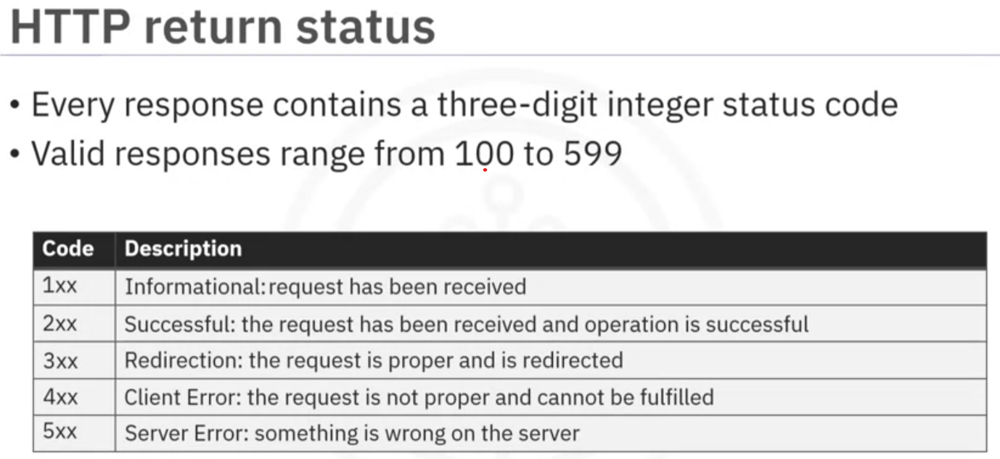 HTTP return status
• Every response contains a three-digit integer status code
• Valid responses range from 100 to 599
Code Description
1xx Informational: request has been received
2xx Successful: the request has been received and operation is successful
3xx Redirection: the request is proper and is redirected
4xx Client Error: the request is not proper and cannot be fulfilled
5xx Server Error: something is wrong on the server